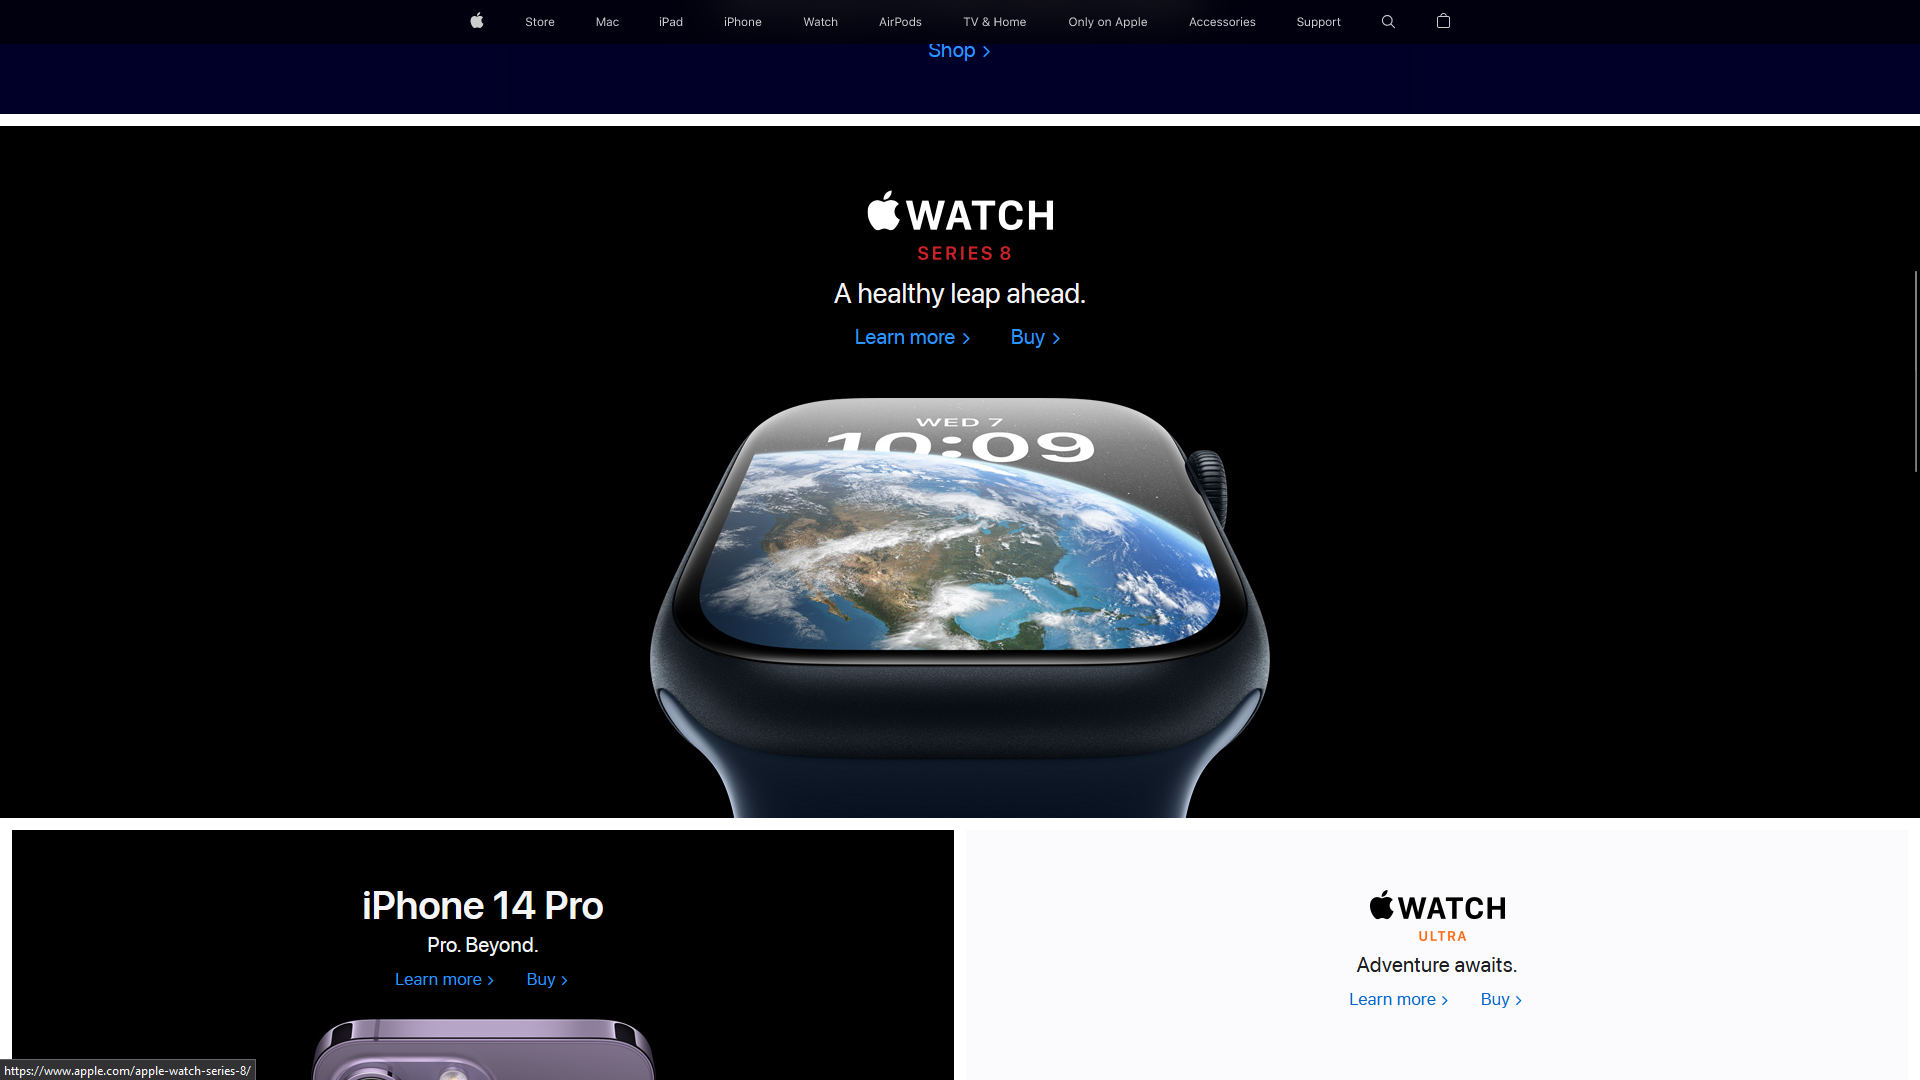 Store Mac iPad iPhone Watch AirPods TV & Home Only on Apple Accessories Support
Shop >
WATCH
SERIES 8
A healthy leap ahead.
Learn more > Buy >
WED 7
10:09
iPhone 14 Pro
Pro. Beyond.
Learn more > Buy >
WATCH
ULTRA
Adventure awaits.
Learn more > Buy >
https://www.apple.com/apple-watch-series-8/